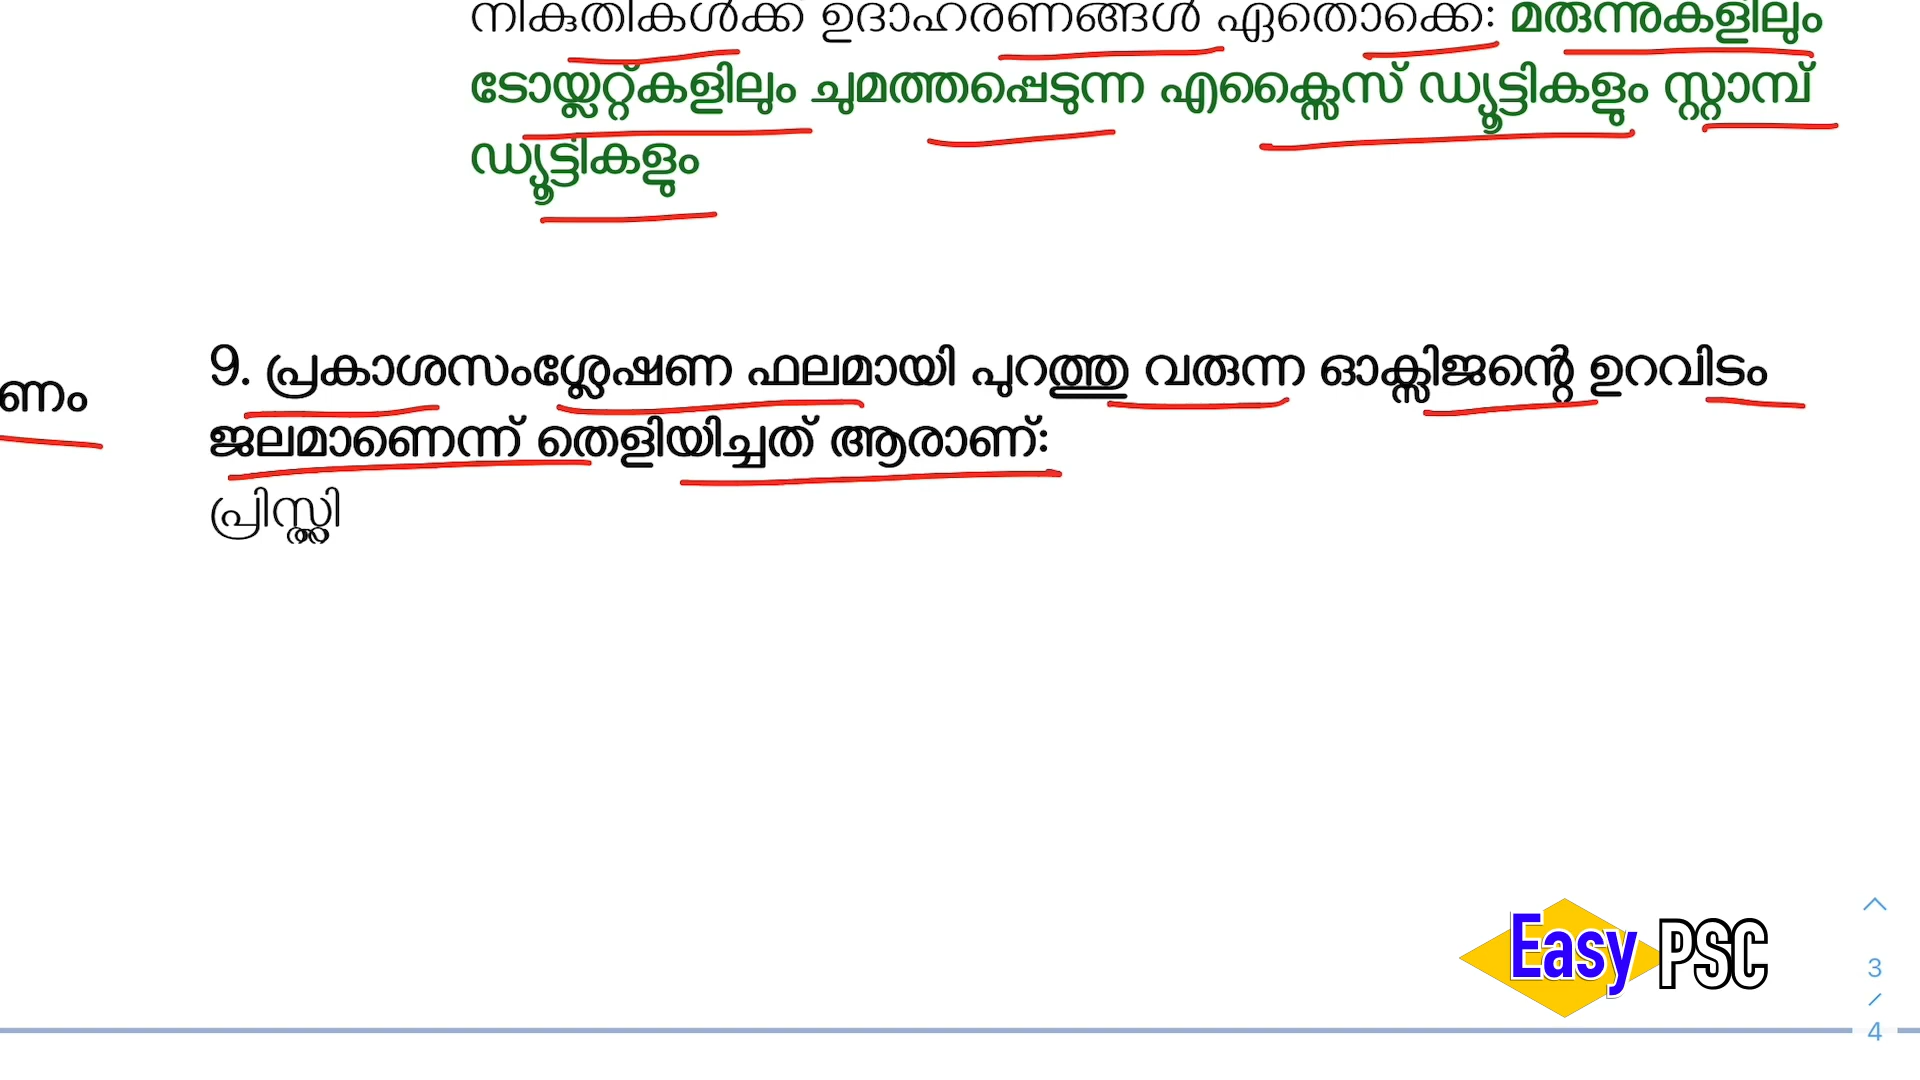 നികുതികൾക്ക് ഉദാഹരണങ്ങൾ ഏതൊക്കെ: മരുന്നുകളിലും
ടോയ്ലറ്റ്കളിലും ചുമത്തപ്പെടുന്ന എക്സൈസ് ഡ്യൂട്ടികളും സ്റ്റാമ്പ്
ഡ്യൂട്ടികളും
ണം
9. പ്രകാശസംശ്ലേഷണ ഫലമായി പുറത്തു വരുന്ന ഓക്സിജന്റെ ഉറവിടം
ജലമാണെന്ന് തെളിയിച്ചത് ആരാണ്:
പ്രിസ്റ്റ്ലി
Easy PSC
3
/
4